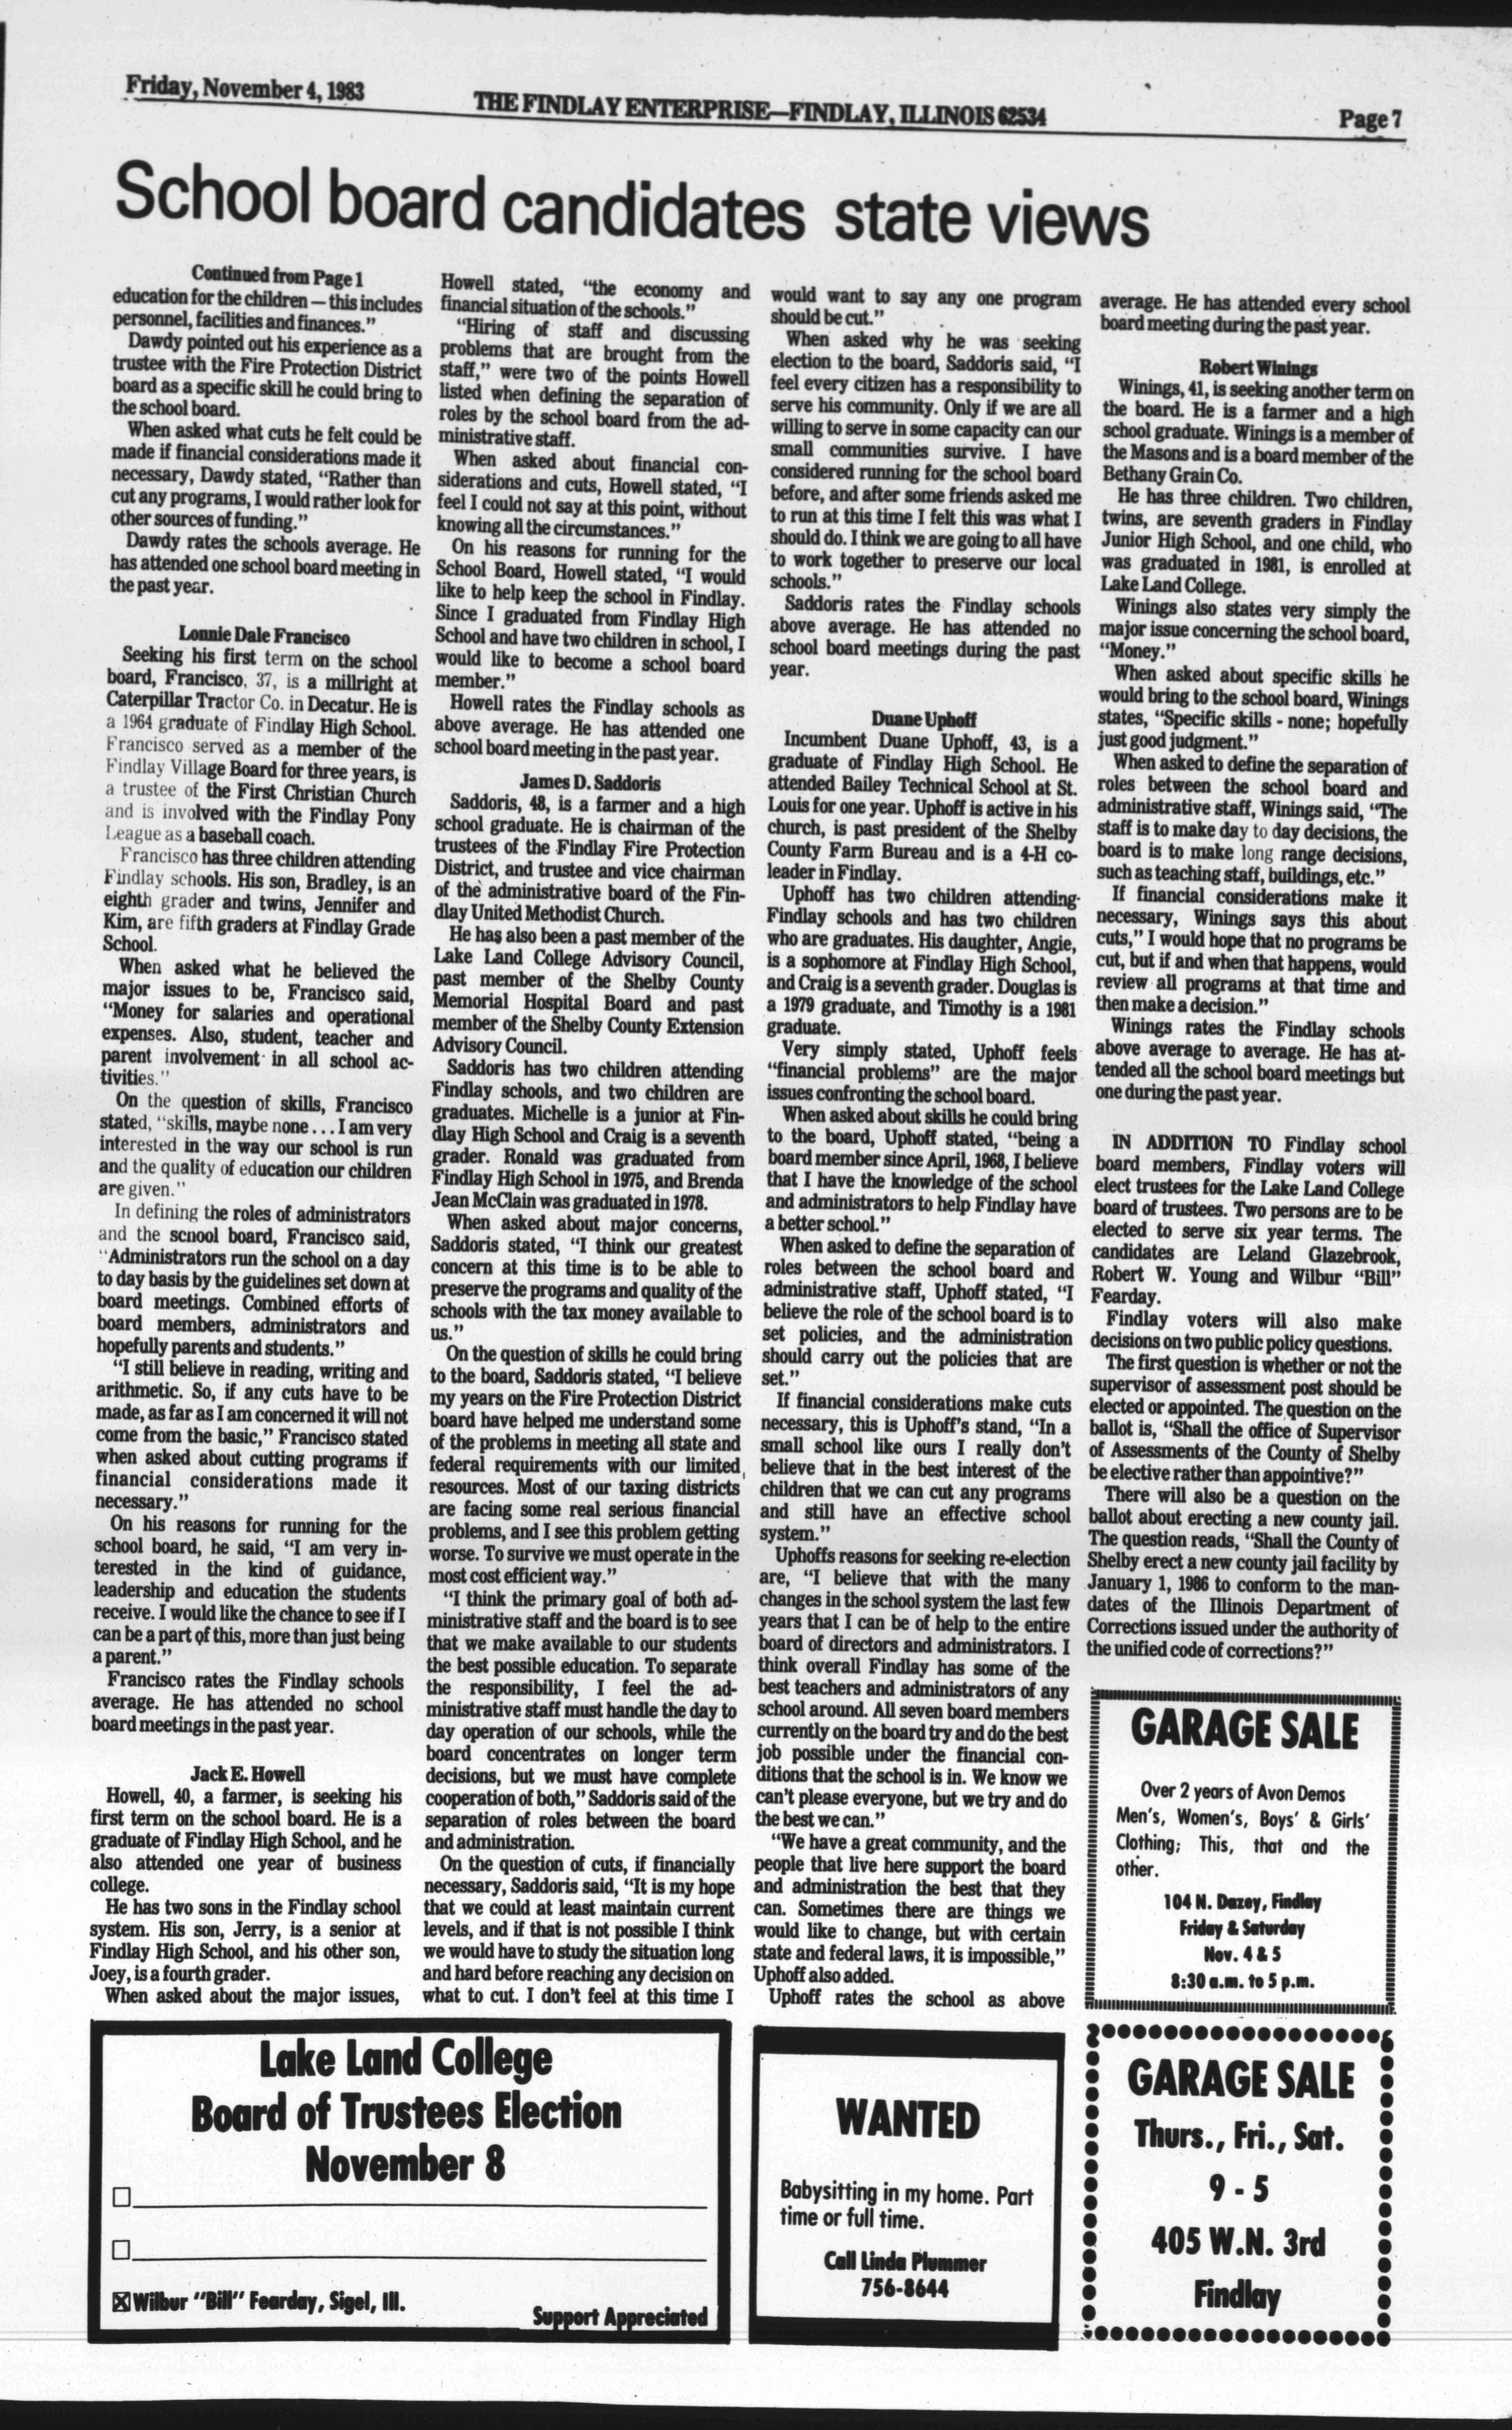 Friday, November 4, 1983
THE FINDLAY ENTERPRISE—FINDLAY, ILLINOIS 62534
Page 7
School board candidates state views
Continued from Page 1
education for the children — this includes
personnel, facilities and finances."
Dawdy pointed out his experience as a
trustee with the Fire Protection District
board as a specific skill he could bring to
the school board.
When asked what cuts he felt could be
made if financial considerations made it
necessary, Dawdy stated, "Rather than
cut any programs, I would rather look for
other sources of funding."
Dawdy rates the schools average. He
has attended one school board meeting in
the past year.
Lonnie Dale Francisco
Seeking his first term on the school
board, Francisco, 37, is a millright at
Caterpillar Tractor Co. in Decatur. He is
a 1964 graduate of Findlay High School.
Francisco served as a member of the
Findlay Village Board for three years, is
a trustee of the First Christian Church
and is involved with the Findlay Pony
League as a baseball coach.
Francisco has three children attending
Findlay schools. His son, Bradley, is an
eighth grader and twins, Jennifer and
Kim, are fifth graders at Findlay Grade
School.
When asked what he believed the
major issues to be, Francisco said,
"Money for salaries and operational
expenses. Also, student, teacher and
parent involvement in all school ac-
tivities."
On the question of skills, Francisco
stated, "skills, maybe none . . . I am very
interested in the way our school is run
and the quality of education our children
are given."
In defining the roles of administrators
and the school board, Francisco said,
"Administrators run the school on a day
to day basis by the guidelines set down at
board meetings. Combined efforts of
board members, administrators and
hopefully parents and students."
"I still believe in reading, writing and
arithmetic. So, if any cuts have to be
made, as far as I am concerned it will not
come from the basic," Francisco stated
when asked about cutting programs if
financial considerations made it
necessary."
On his reasons for running for the
school board, he said, "I am very in-
terested in the kind of guidance,
leadership and education the students
receive. I would like the chance to see if I
can be a part of this, more than just being
a parent."
Francisco rates the Findlay schools
average. He has attended no school
board meetings in the past year.
Jack E. Howell
Howell, 40, a farmer, is seeking his
first term on the school board. He is a
graduate of Findlay High School, and he
also attended one year of business
college.
He has two sons in the Findlay school
system. His son, Jerry, is a senior at
Findlay High School, and his other son,
Joey, is a fourth grader.
When asked about the major issues,
Howell stated, "the economy and
financial situation of the schools."
"Hiring of staff and discussing
problems that are brought from the
staff," were two of the points Howell
listed when defining the separation of
roles by the school board from the ad-
ministrative staff.
When asked about financial con-
siderations and cuts, Howell stated, "I
feel I could not say at this point, without
knowing all the circumstances."
On his reasons for running for the
School Board, Howell stated, "I would
like to help keep the school in Findlay.
Since I graduated from Findlay High
School and have two children in school, I
would like to become a school board
member."
Howell rates the Findlay schools as
above average. He has attended one
school board meeting in the past year.
James D. Saddoris
Saddoris, 48, is a farmer and a high
school graduate. He is chairman of the
trustees of the Findlay Fire Protection
District, and trustee and vice chairman
of the administrative board of the Fin-
dlay United Methodist Church.
He has also been a past member of the
Lake Land College Advisory Council,
past member of the Shelby County
Memorial Hospital Board and past
member of the Shelby County Extension
Advisory Council.
Saddoris has two children attending
Findlay schools, and two children are
graduates. Michelle is a junior at Fin-
dlay High School and Craig is a seventh
grader. Ronald was graduated from
Findlay High School in 1975, and Brenda
Jean McClain was graduated in 1978.
When asked about major concerns,
Saddoris stated, "I think our greatest
concern at this time is to be able to
preserve the programs and quality of the
schools with the tax money available to
us."
On the question of skills he could bring
to the board, Saddoris stated, "I believe
my years on the Fire Protection District
board have helped me understand some
of the problems in meeting all state and
federal requirements with our limited
resources. Most of our taxing districts
are facing some real serious financial
problems, and I see this problem getting
worse. To survive we must operate in the
most cost efficient way."
"I think the primary goal of both ad-
ministrative staff and the board is to see
that we make available to our students
the best possible education. To separate
the responsibility, I feel the ad-
ministrative staff must handle the day to
day operation of our schools, while the
board concentrates on longer term
decisions, but we must have complete
cooperation of both," Saddoris said of the
separation of roles between the board
and administration.
On the question of cuts, if financially
necessary, Saddoris said, "It is my hope
that we could at least maintain current
levels, and if that is not possible I think
we would have to study the situation long
and hard before reaching any decision on
what to cut. I don't feel at this time I
would want to say any one program
should be cut."
When asked why he was seeking
election to the board, Saddoris said, "I
feel every citizen has a responsibility to
serve his community. Only if we are all
willing to serve in some capacity can our
small communities survive. I have
considered running for the school board
before, and after some friends asked me
to run at this time I felt this was what I
should do. I think we are going to all have
to work together to preserve our local
schools."
Saddoris rates the Findlay schools
above average. He has attended no
school board meetings during the past
year.
Duane Uphoff
Incumbent Duane Uphoff, 43, is a
graduate of Findlay High School. He
attended Bailey Technical School at St.
Louis for one year. Uphoff is active in his
church, is past president of the Shelby
County Farm Bureau and is a 4-H co-
leader in Findlay.
Uphoff has two children attending
Findlay schools and has two children
who are graduates. His daughter, Angie,
is a sophomore at Findlay High School,
and Craig is a seventh grader. Douglas is
a 1979 graduate, and Timothy is a 1981
graduate.
Very simply stated, Uphoff feels
"financial problems" are the major
issues confronting the school board.
When asked about skills he could bring
to the board, Uphoff stated, "being a
board member since April, 1968, I believe
that I have the knowledge of the school
and administrators to help Findlay have
a better school."
When asked to define the separation of
roles between the school board and
administrative staff, Uphoff stated, "I
believe the role of the school board is to
set policies, and the administration
should carry out the policies that are
set."
If financial considerations make cuts
necessary, this is Uphoff's stand, "In a
small school like ours I really don't
believe that in the best interest of the
children that we can cut any programs
and still have an effective school
system."
Uphoffs reasons for seeking re-election
are, "I believe that with the many
changes in the school system the last few
years that I can be of help to the entire
board of directors and administrators. I
think overall Findlay has some of the
best teachers and administrators of any
school around. All seven board members
currently on the board try and do the best
job possible under the financial con-
ditions that the school is in. We know we
can't please everyone, but we try and do
the best we can."
"We have a great community, and the
people that live here support the board
and administration the best that they
can. Sometimes there are things we
would like to change, but with certain
state and federal laws, it is impossible,"
Uphoff also added.
Uphoff rates the school as above
average. He has attended every school
board meeting during the past year.
Robert Winings
Winings, 41, is seeking another term on
the board. He is a farmer and a high
school graduate. Winings is a member of
the Masons and is a board member of the
Bethany Grain Co.
He has three children. Two children,
twins, are seventh graders in Findlay
Junior High School, and one child, who
was graduated in 1981, is enrolled at
Lake Land College.
Winings also states very simply the
major issue concerning the school board,
"Money."
When asked about specific skills he
would bring to the school board, Winings
states, "Specific skills - none; hopefully
just good judgment."
When asked to define the separation of
roles between the school board and
administrative staff, Winings said, "The
staff is to make day to day decisions, the
board is to make long range decisions,
such as teaching staff, buildings, etc."
If financial considerations make it
necessary, Winings says this about
cuts," I would hope that no programs be
cut, but if and when that happens, would
review all programs at that time and
then make a decision."
Winings rates the Findlay schools
above average to average. He has at-
tended all the school board meetings but
one during the past year.
IN ADDITION TO Findlay school
board members, Findlay voters will
elect trustees for the Lake Land College
board of trustees. Two persons are to be
elected to serve six year terms. The
candidates are Leland Glazebrook,
Robert W. Young and Wilbur "Bill"
Fearday.
Findlay voters will also make
decisions on two public policy questions.
The first question is whether or not the
supervisor of assessment post should be
elected or appointed. The question on the
ballot is, "Shall the office of Supervisor
of Assessments of the County of Shelby
be elective rather than appointive?"
There will also be a question on the
ballot about erecting a new county jail.
The question reads, "Shall the County of
Shelby erect a new county jail facility by
January 1, 1986 to conform to the man-
dates of the Illinois Department of
Corrections issued under the authority of
the unified code of corrections?"
GARAGE SALE
Over 2 years of Avon Demos
Men's, Women's, Boys' & Girls'
Clothing; This, that and the
other.
104 N. Dazey, Findlay
Friday & Saturday
Nov. 4 & 5
8:30 a.m. to 5 p.m.
Lake Land College
Board of Trustees Election
November 8
Wilbur "Bill" Fearday, Sigel, Ill.
Support Appreciated
WANTED
Babysitting in my home. Part
time or full time.
Call Linda Plummer
756-8644
GARAGE SALE
Thurs., Fri., Sat.
9 - 5
405 W.N. 3rd
Findlay